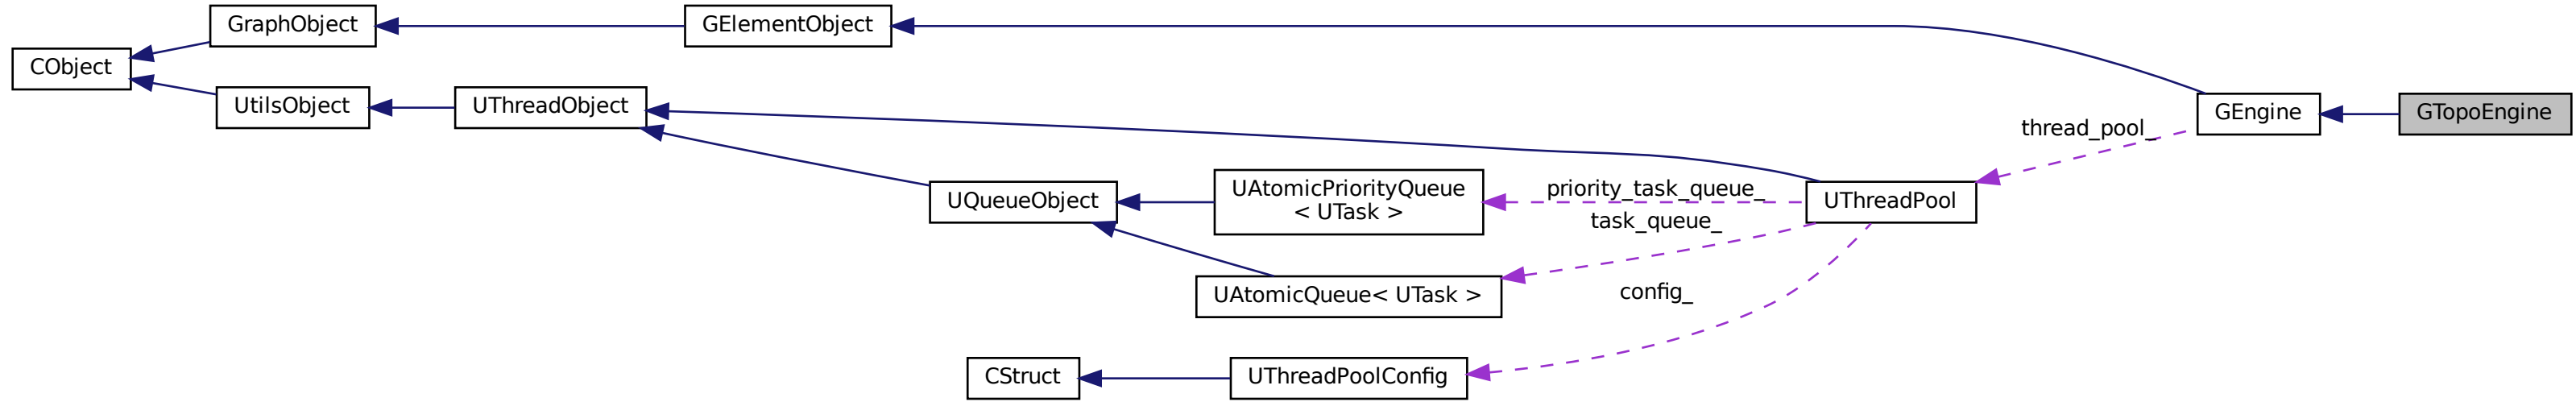 GraphObject
GElementObject
CObject
UtilsObject
UThreadObject
GEngine
GTopoEngine
thread_pool_
UQueueObject
UAtomicPriorityQueue
< UTask >
priority_task_queue_
UThreadPool
task_queue_
UAtomicQueue< UTask >
config_
CStruct
UThreadPoolConfig